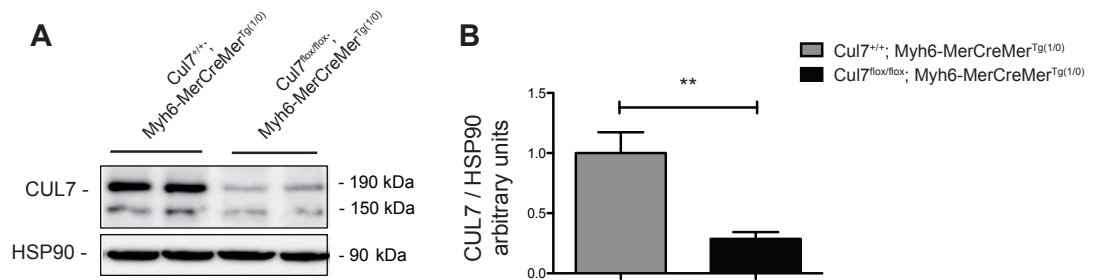 A
Cul7+/+;
Myh6-MerCreMerTg(1/0)
Cul7flox/flox;
Myh6-MerCreMerTg(1/0)
CUL7 -
- 190 kDa
- 150 kDa
HSP90 -
- 90 kDa
B
Cul7+/+; Myh6-MerCreMerTg(1/0)
Cul7flox/flox; Myh6-MerCreMerTg(1/0)
**
CUL7 / HSP90
arbitrary units
1.5
1.0
0.5
0.0